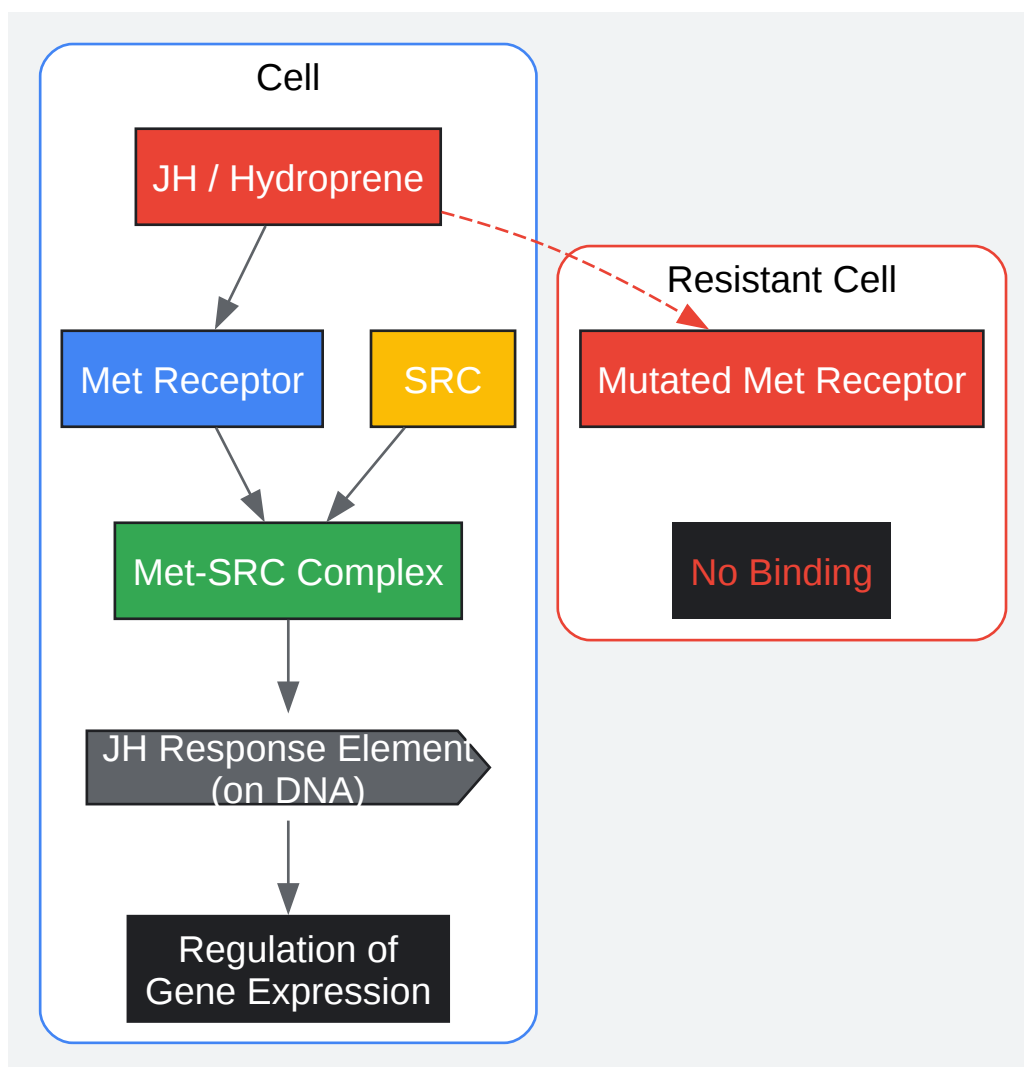 Cell
JH / Hydroprene
Resistant Cell
Met Receptor
SRC
Mutated Met Receptor
Met-SRC Complex
No Binding
JH Response Element
(on DNA)
Regulation of
Gene Expression